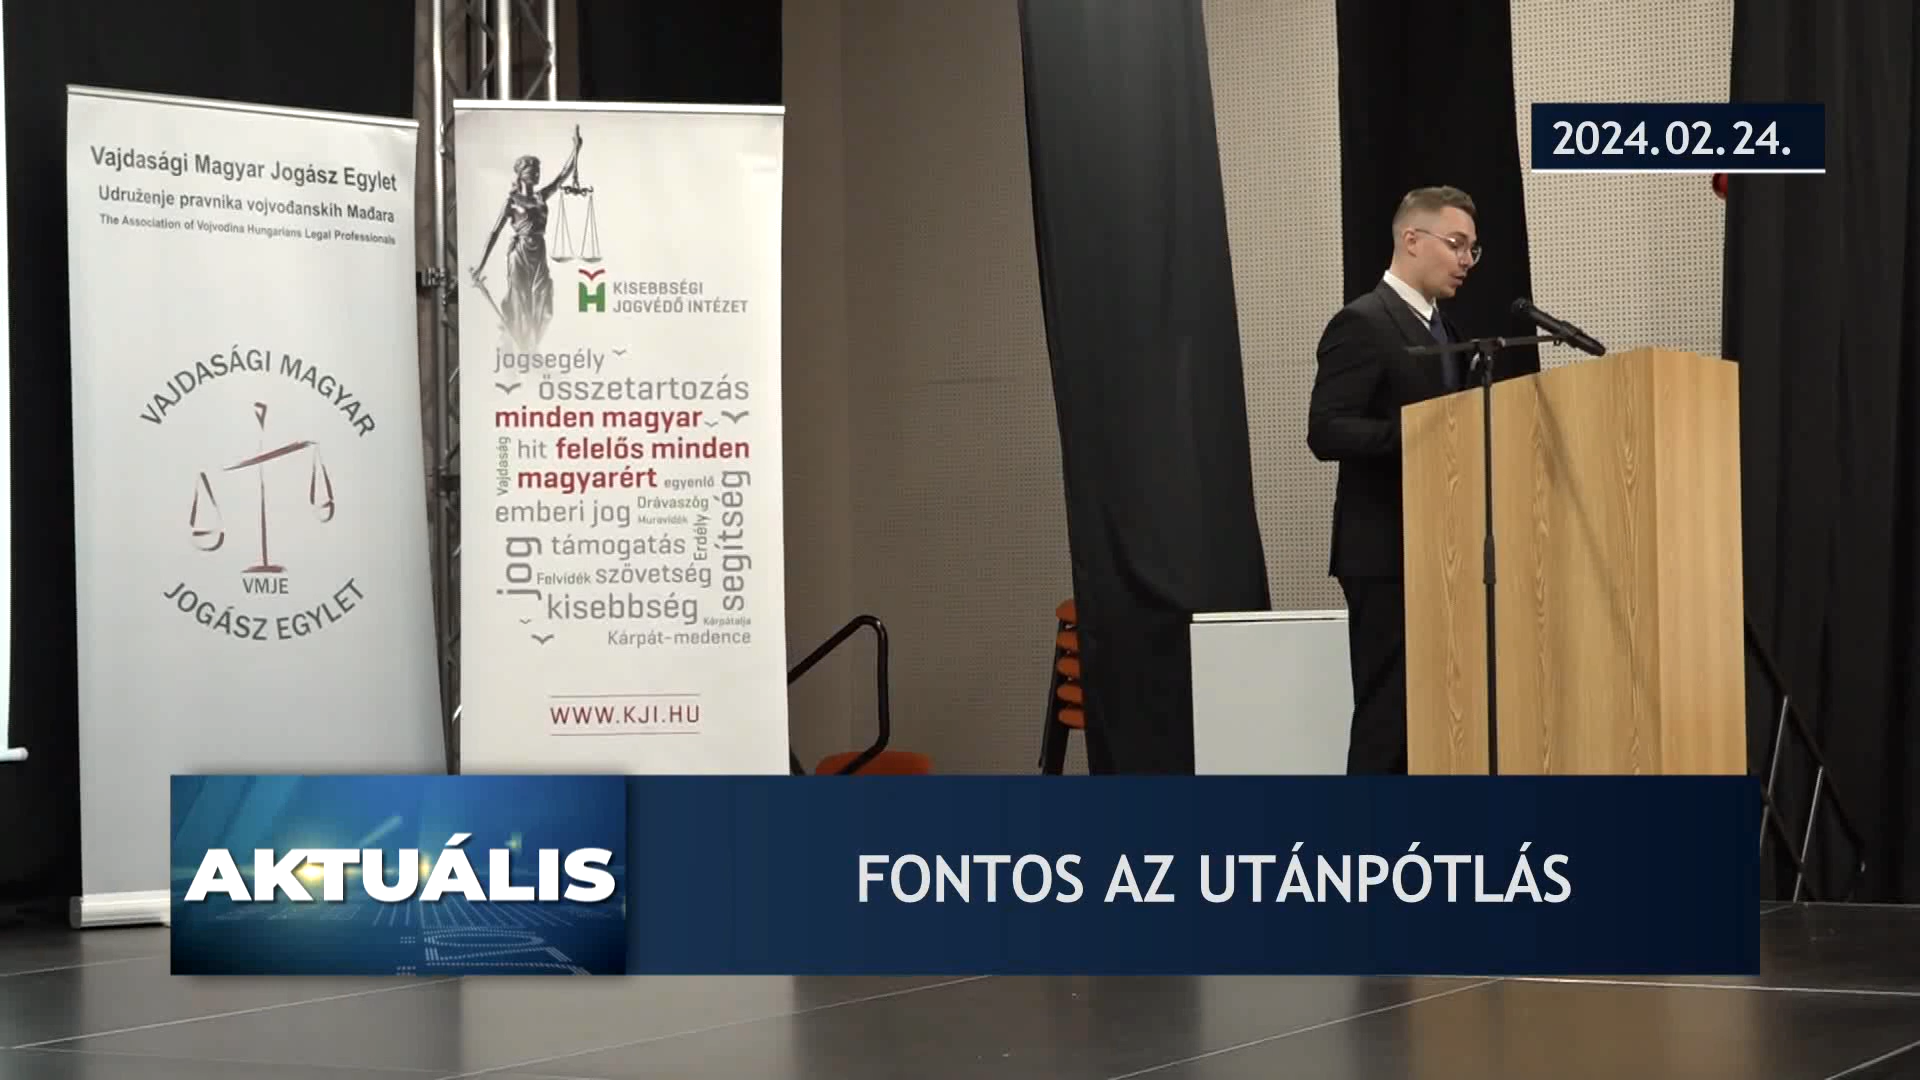 2024.02.24.
Vajdasági Magyar Jogász Egylet
Udruženje pravnika vojvođanskih Mađara
The Association of Vojvodina Hungarians Legal Professionals
VAJDASÁGI MAGYAR
VMJE
JOGÁSZ EGYLET
KISEBBSÉGI
JOGVÉDŐ INTÉZET
jogsegély
összetartozás
minden magyar
Vajdaság
hit felelős minden
magyarért egyenlő
emberi jog Drávaszög
Muravidék
Erdély
segítség
jog
támogatás
Felvidék szövetség
kisebbség Kárpátalja
Kárpát-medence
WWW.KJI.HU
AKTUÁLIS
FONTOS AZ UTÁNPÓTLÁS